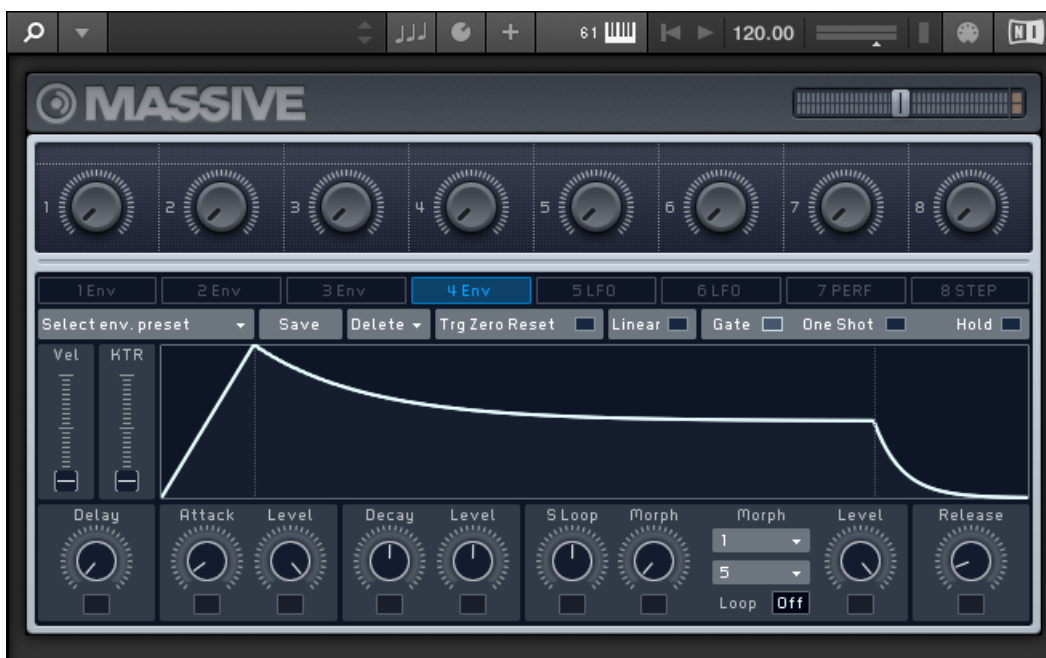 61 120.00 NI
MASSIVE
1 2 3 4 5 6 7 8
1 Env 2 Env 3 Env 4 Env 5 LFO 6 LFO 7 PERF 8 STEP
Select env. preset Save Delete Trg Zero Reset Linear Gate One Shot Hold
Vel KTR
Delay Attack Level Decay Level S Loop Morph Morph Level Release
1
5
Loop Off